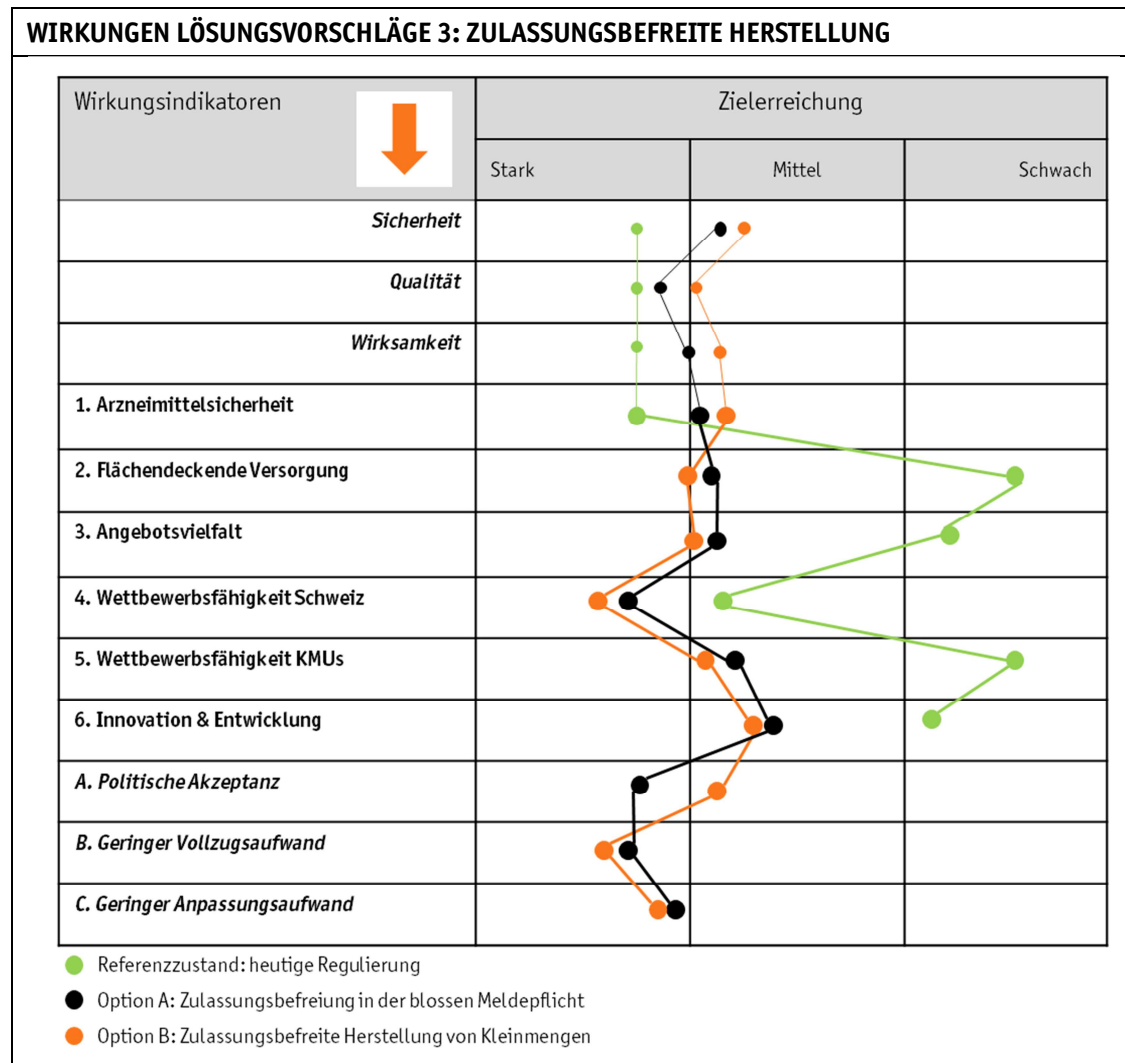 WIRKUNGEN LÖSUNGSVORSCHLÄGE 3: ZULASSUNGSBEFREITE HERSTELLUNG
Wirkungsindikatoren
Zielerreichung
Stark
Mittel
Schwach
Sicherheit
Qualität
Wirksamkeit
1. Arzneimittelsicherheit
2. Flächendeckende Versorgung
3. Angebotsvielfalt
4. Wettbewerbsfähigkeit Schweiz
5. Wettbewerbsfähigkeit KMUs
6. Innovation & Entwicklung
A. Politische Akzeptanz
B. Geringer Vollzugsaufwand
C. Geringer Anpassungsaufwand
Referenzzustand: heutige Regulierung
Option A: Zulassungsbefreiung in der blossen Meldepflicht
Option B: Zulassungsbefreite Herstellung von Kleinmengen